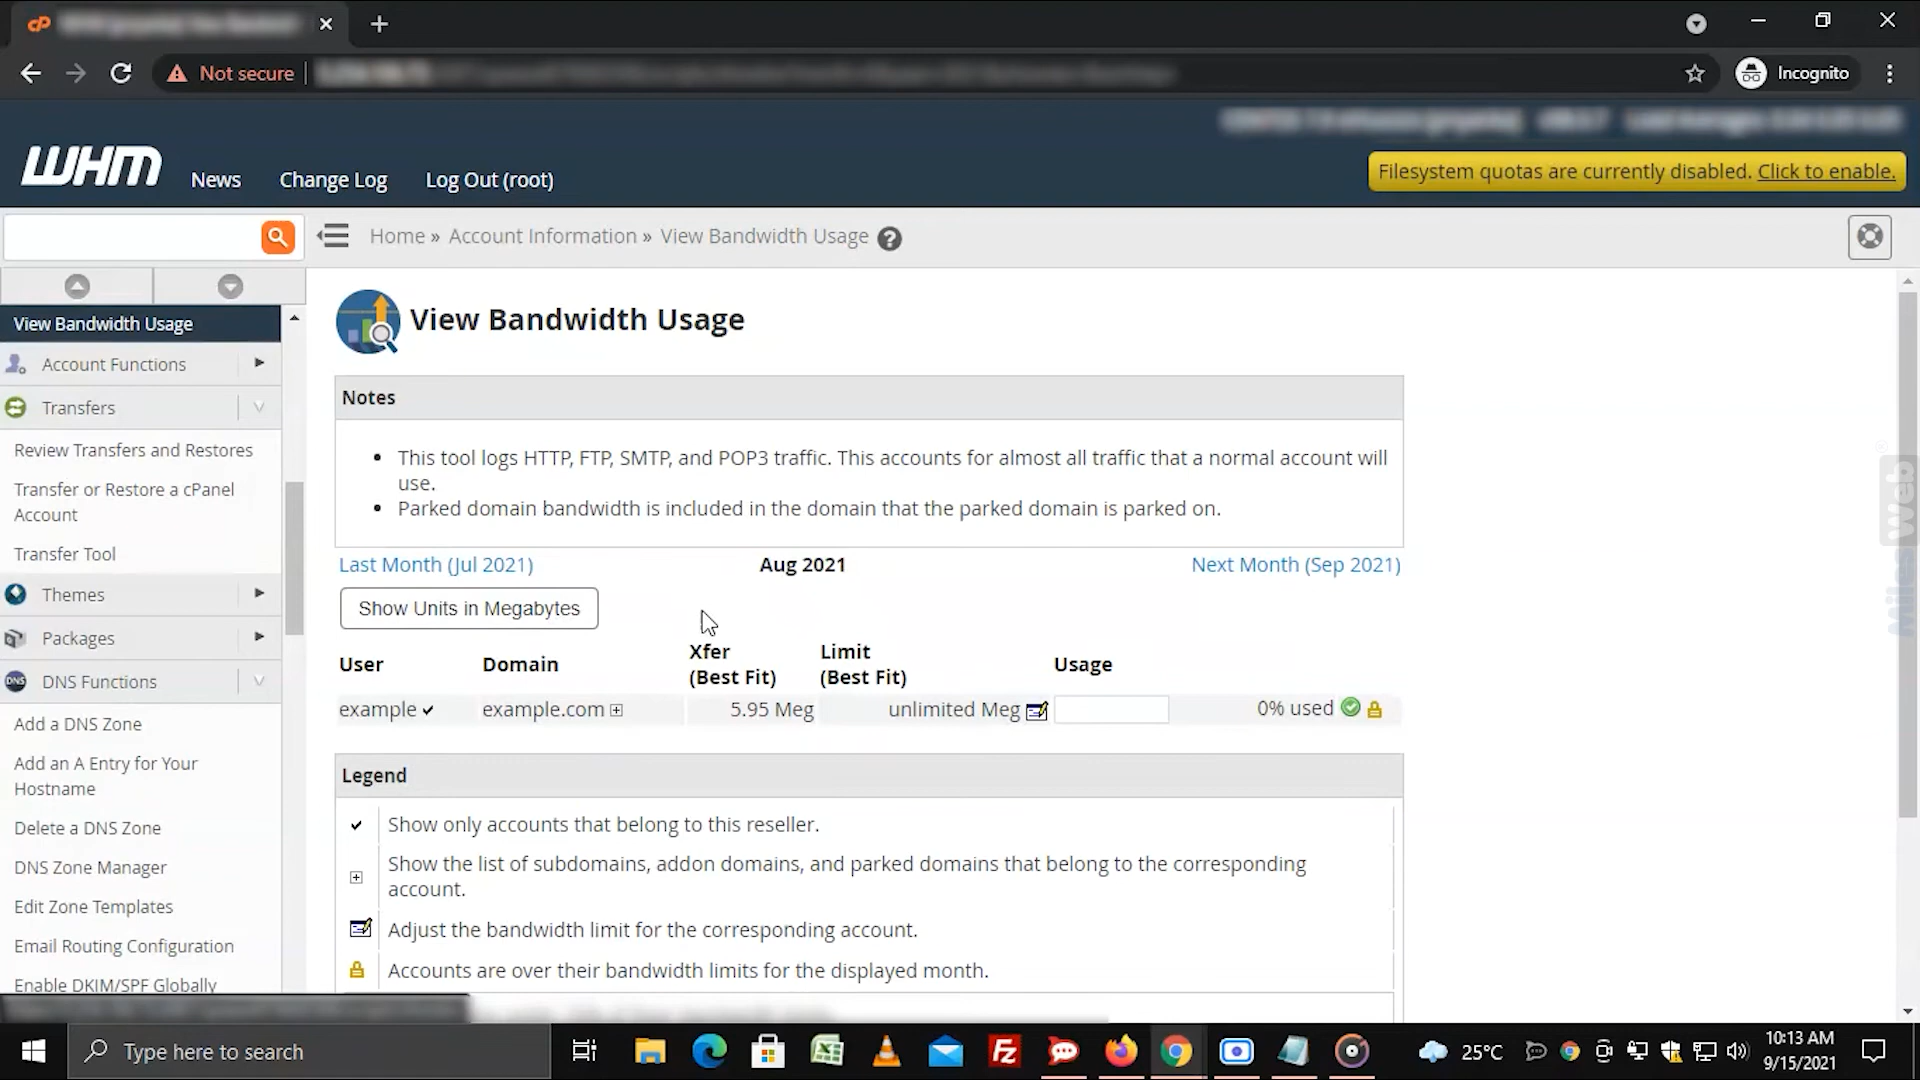 Not secure
Incognito
WHM
News
Change Log
Log Out (root)
Filesystem quotas are currently disabled. Click to enable.
Home » Account Information » View Bandwidth Usage
View Bandwidth Usage
Account Functions
Transfers
Review Transfers and Restores
Transfer or Restore a cPanel
Account
Transfer Tool
Themes
Packages
DNS
DNS Functions
Add a DNS Zone
Add an A Entry for Your
Hostname
Delete a DNS Zone
DNS Zone Manager
Edit Zone Templates
Email Routing Configuration
Enable DKIM/SPF Globally
View Bandwidth Usage
Notes
This tool logs HTTP, FTP, SMTP, and POP3 traffic. This accounts for almost all traffic that a normal account will
use.
Parked domain bandwidth is included in the domain that the parked domain is parked on.
Last Month (Jul 2021)
Aug 2021
Next Month (Sep 2021)
Show Units in Megabytes
User
Domain
Xfer
(Best Fit)
Limit
(Best Fit)
Usage
example
example.com
5.95 Meg
unlimited Meg
0% used
Legend
Show only accounts that belong to this reseller.
Show the list of subdomains, addon domains, and parked domains that belong to the corresponding
account.
Adjust the bandwidth limit for the corresponding account.
Accounts are over their bandwidth limits for the displayed month.
MilesWeb
Type here to search
25°C
10:13 AM
9/15/2021